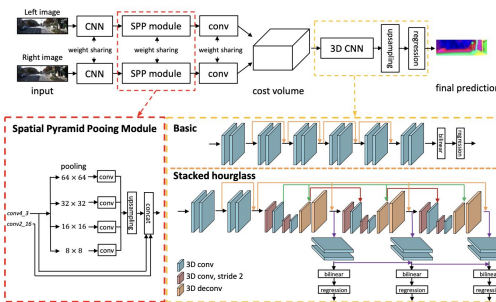 Left image
CNN
SPP module
conv
weight sharing
weight sharing
weight sharing
Right image
CNN
SPP module
conv
input
cost volume
3D CNN
upsampling
regression
final prediction
Spatial Pyramid Pooing Module
pooling
64 × 64
conv
32 × 32
conv
16 × 16
conv
8 × 8
conv
conv4_3
conv2_16
upsampling
concat
conv
Basic
bilinear
regression
Stacked hourglass
3D conv
3D conv, stride 2
3D deconv
bilinear
regression
bilinear
regression
bilinear
regression